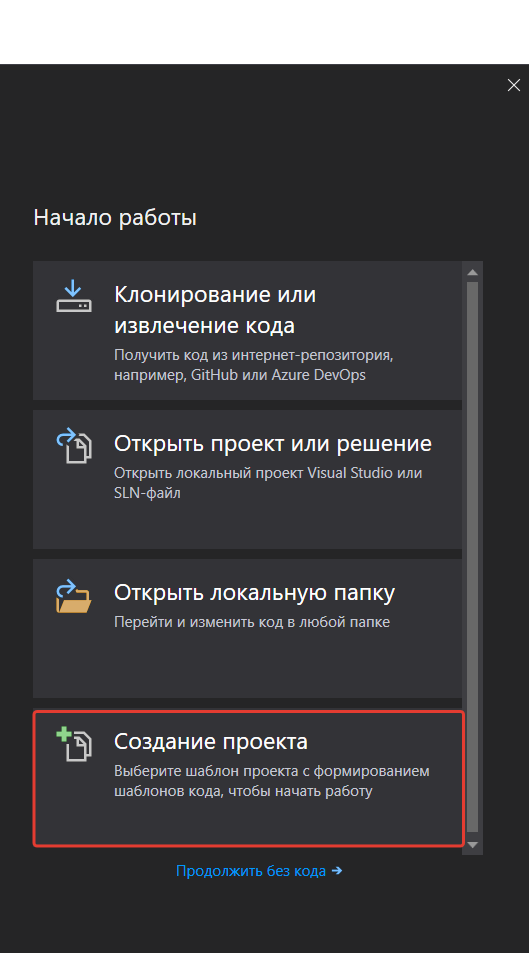 Начало работы
Клонирование или
извлечение кода
Получить код из интернет-репозитория,
например, GitHub или Azure DevOps
Открыть проект или решение
Открыть локальный проект Visual Studio или
SLN-файл
Открыть локальную папку
Перейти и изменить код в любой папке
Создание проекта
Выберите шаблон проекта с формированием
шаблонов кода, чтобы начать работу
Продолжить без кода →